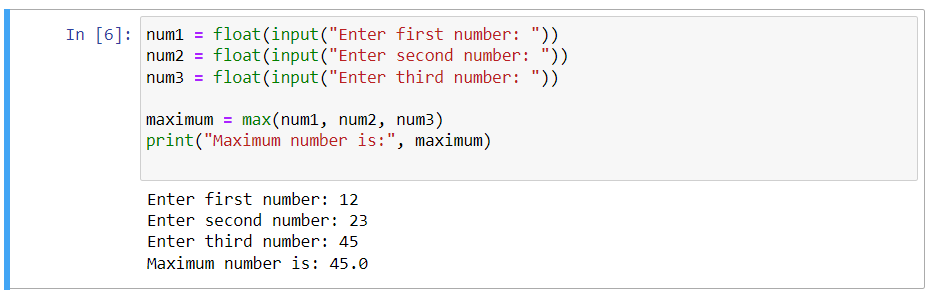 In [6]:
num1 = float(input("Enter first number: "))
num2 = float(input("Enter second number: "))
num3 = float(input("Enter third number: "))
maximum = max(num1, num2, num3)
print("Maximum number is:", maximum)
Enter first number: 12
Enter second number: 23
Enter third number: 45
Maximum number is: 45.0